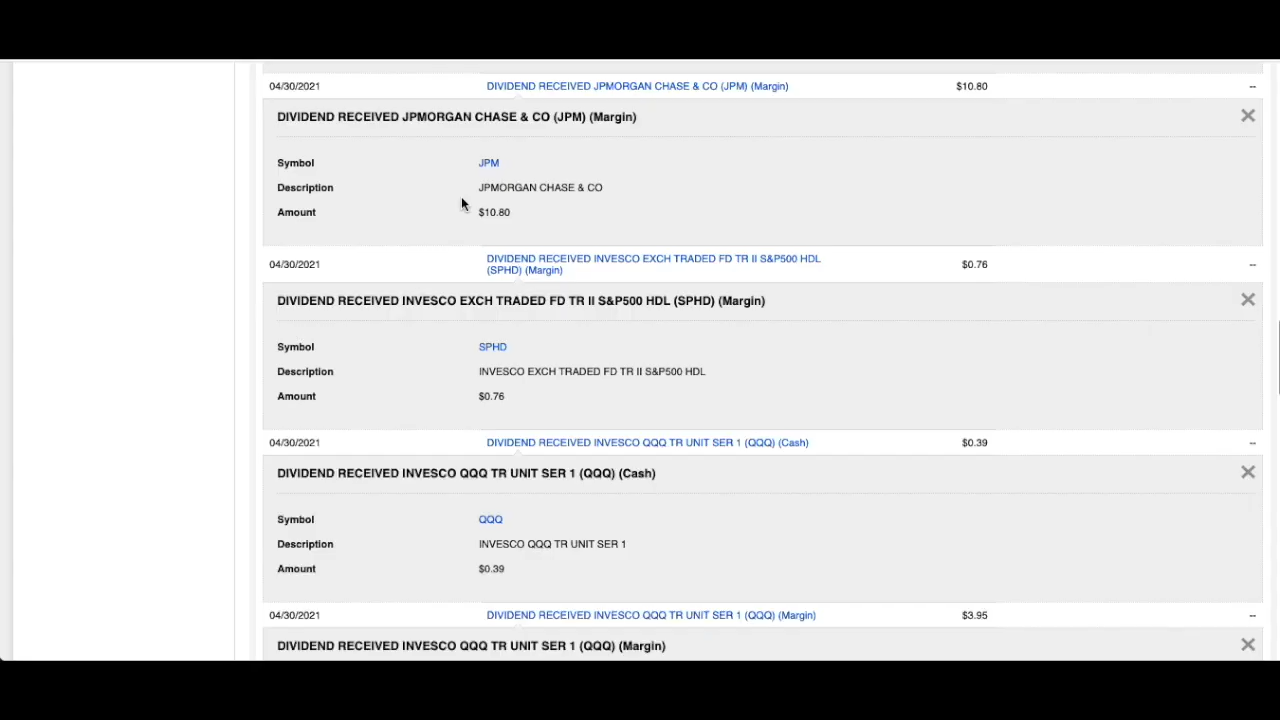 04/30/2021 DIVIDEND RECEIVED JPMORGAN CHASE & CO (JPM) (Margin) $10.80 --
DIVIDEND RECEIVED JPMORGAN CHASE & CO (JPM) (Margin)
Symbol JPM
Description JPMORGAN CHASE & CO
Amount $10.80
04/30/2021 DIVIDEND RECEIVED INVESCO EXCH TRADED FD TR II S&P500 HDL $0.76 --
(SPHD) (Margin)
DIVIDEND RECEIVED INVESCO EXCH TRADED FD TR II S&P500 HDL (SPHD) (Margin)
Symbol SPHD
Description INVESCO EXCH TRADED FD TR II S&P500 HDL
Amount $0.76
04/30/2021 DIVIDEND RECEIVED INVESCO QQQ TR UNIT SER 1 (QQQ) (Cash) $0.39 --
DIVIDEND RECEIVED INVESCO QQQ TR UNIT SER 1 (QQQ) (Cash)
Symbol QQQ
Description INVESCO QQQ TR UNIT SER 1
Amount $0.39
04/30/2021 DIVIDEND RECEIVED INVESCO QQQ TR UNIT SER 1 (QQQ) (Margin) $3.95 --
DIVIDEND RECEIVED INVESCO QQQ TR UNIT SER 1 (QQQ) (Margin)